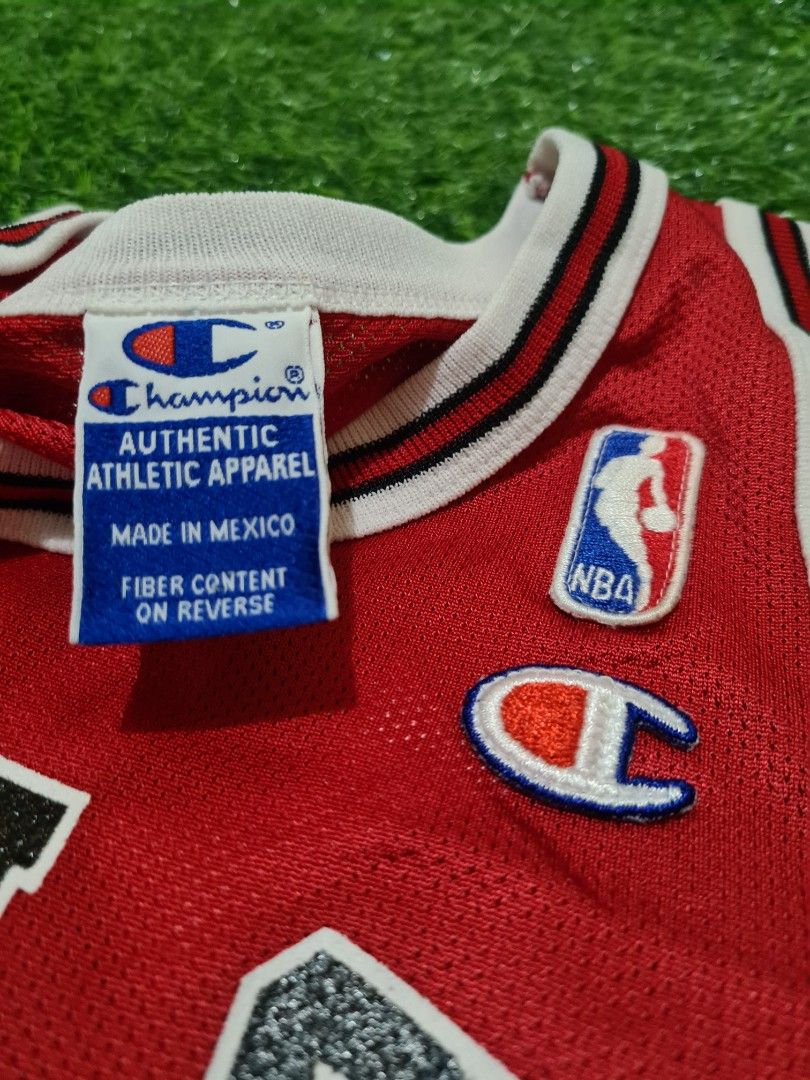 Champion
AUTHENTIC
ATHLETIC APPAREL
MADE IN MEXICO
FIBER CONTENT
ON REVERSE
NBA